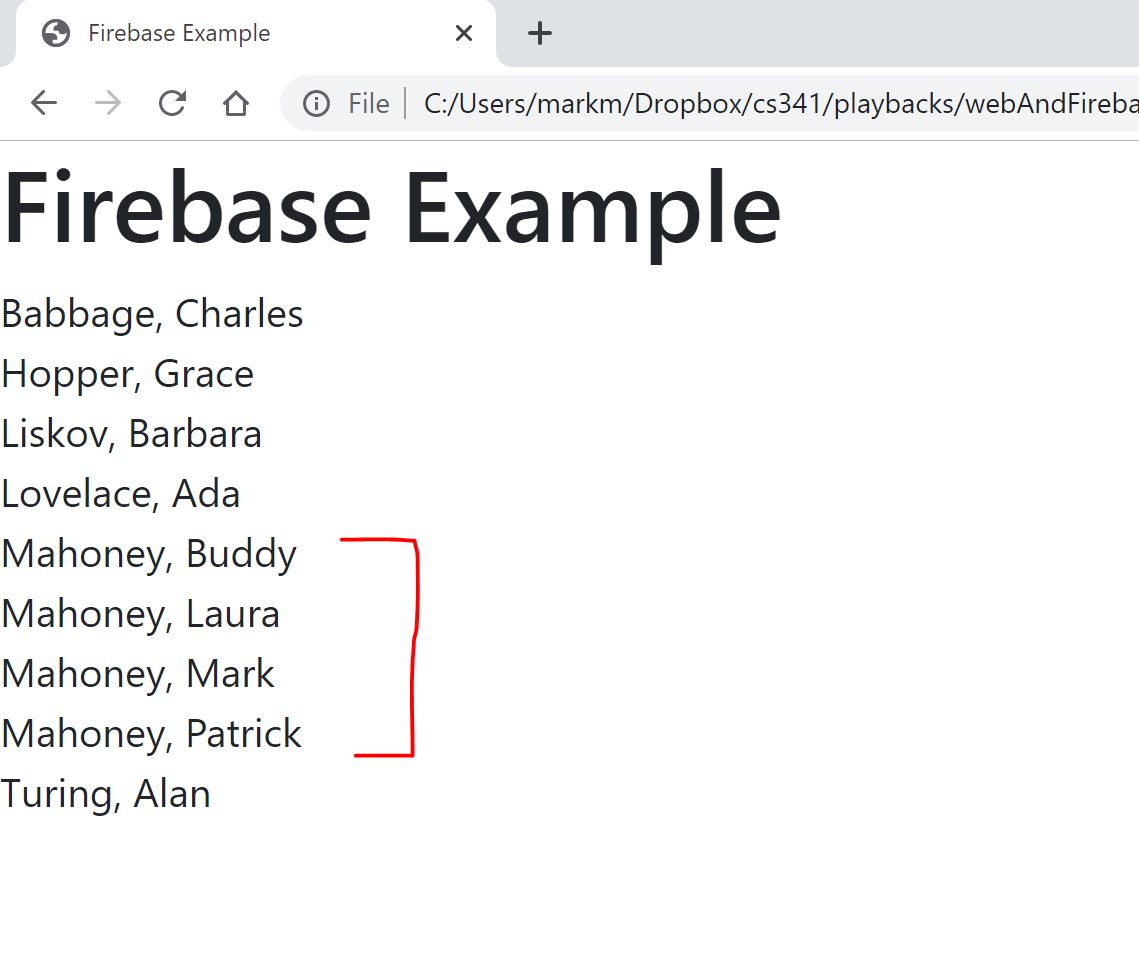 Firebase Example
File C:/Users/markm/Dropbox/cs341/playbacks/webAndFireba
Firebase Example
Babbage, Charles
Hopper, Grace
Liskov, Barbara
Lovelace, Ada
Mahoney, Buddy
Mahoney, Laura
Mahoney, Mark
Mahoney, Patrick
Turing, Alan